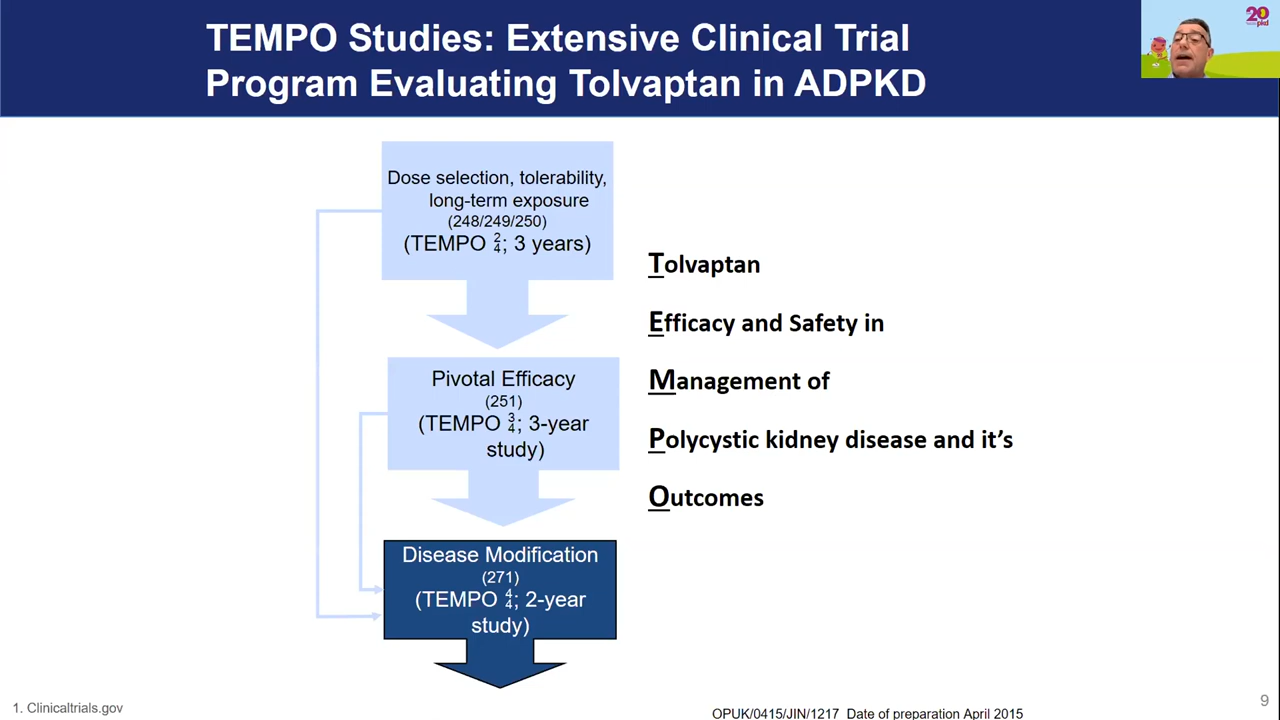 TEMPO Studies: Extensive Clinical Trial
Program Evaluating Tolvaptan in ADPKD
20
pkd
Dose selection, tolerability,
long-term exposure
(248/249/250)
(TEMPO 2/4; 3 years)
Pivotal Efficacy
(251)
(TEMPO 3/4; 3-year
study)
Disease Modification
(271)
(TEMPO 4/4; 2-year
study)
Tolvaptan
Efficacy and Safety in
Management of
Polycystic kidney disease and it’s
Outcomes
1. Clinicaltrials.gov
OPUK/0415/JIN/1217 Date of preparation April 2015
9